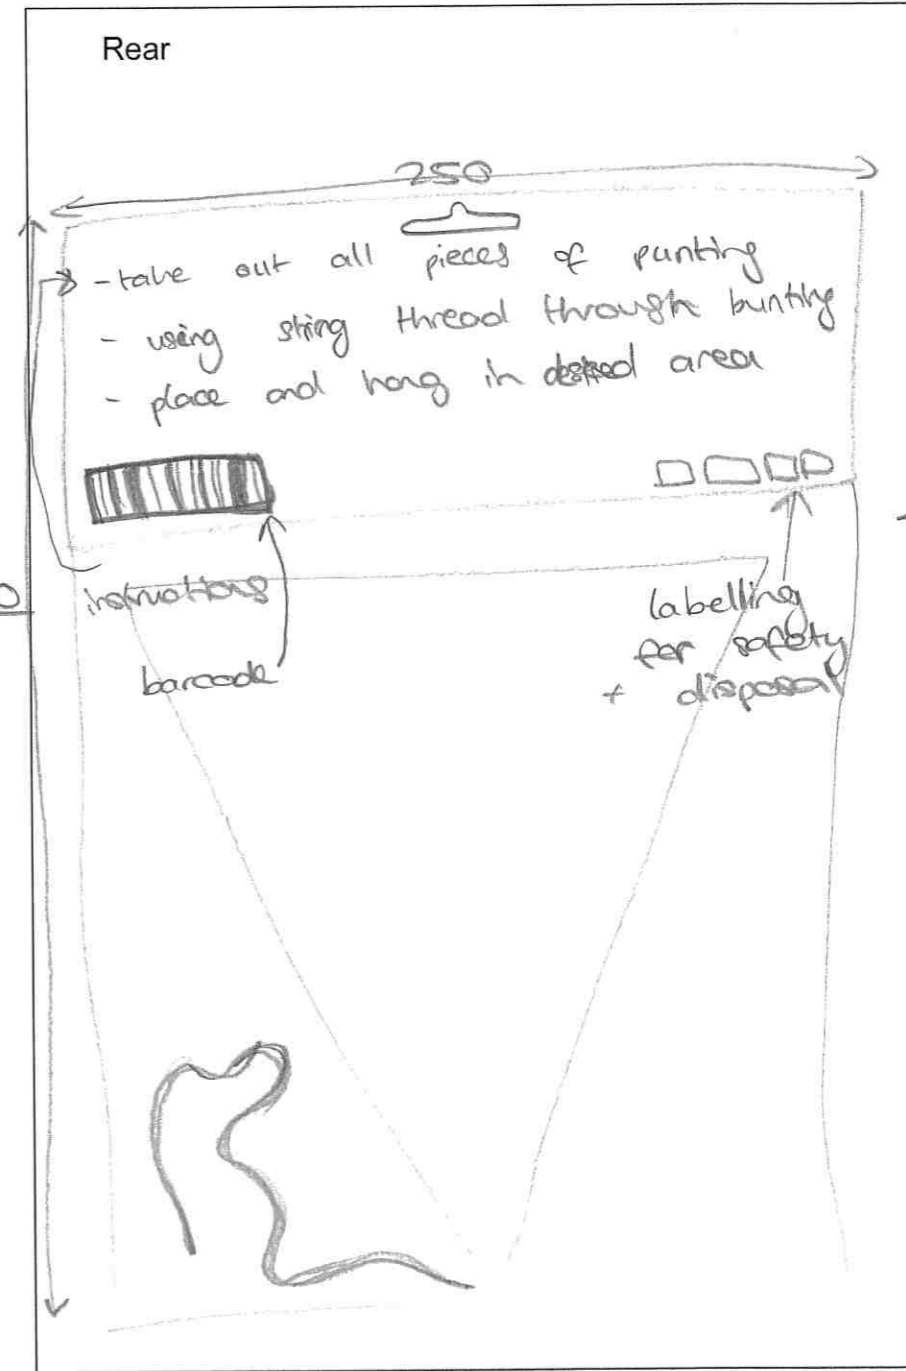 Rear
250
- take out all pieces of punting
- using string thread through bunting
- place and hang in desired area
instructions
barcode
labelling
for safety
+ disposal